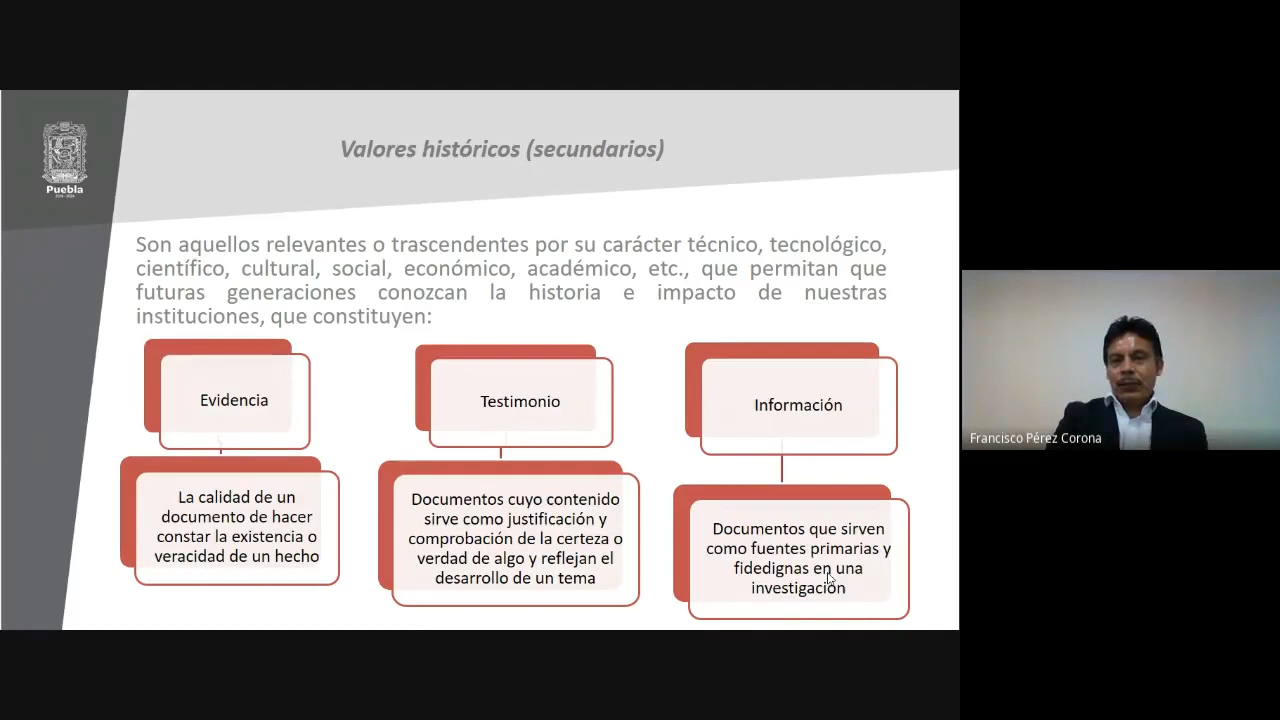 Valores históricos (secundarios)
Puebla
Son aquellos relevantes o trascendentes por su carácter técnico, tecnológico,
científico, cultural, social, económico, académico, etc., que permitan que
futuras generaciones conozcan la historia e impacto de nuestras
instituciones, que constituyen:
Evidencia
La calidad de un
documento de hacer
constar la existencia o
veracidad de un hecho
Testimonio
Documentos cuyo contenido
sirve como justificación y
comprobación de la certeza o
verdad de algo y reflejan el
desarrollo de un tema
Información
Documentos que sirven
como fuentes primarias y
fidedignas en una
investigación
Francisco Pérez Corona